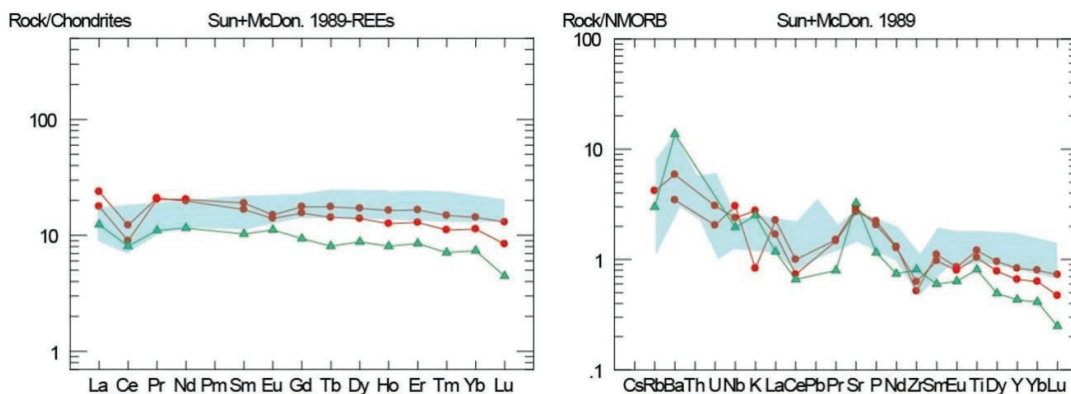 Rock/Chondrites Sun+McDon. 1989-REEs
100
10
1
La Ce Pr Nd Pm Sm Eu Gd Tb Dy Ho Er Tm Yb Lu
Rock/NMORB Sun+McDon. 1989
100
10
1
.1
CsRbBaTh U Nb K LaCePb Pr Sr P NdZrSmEu Ti Dy Y YbLu